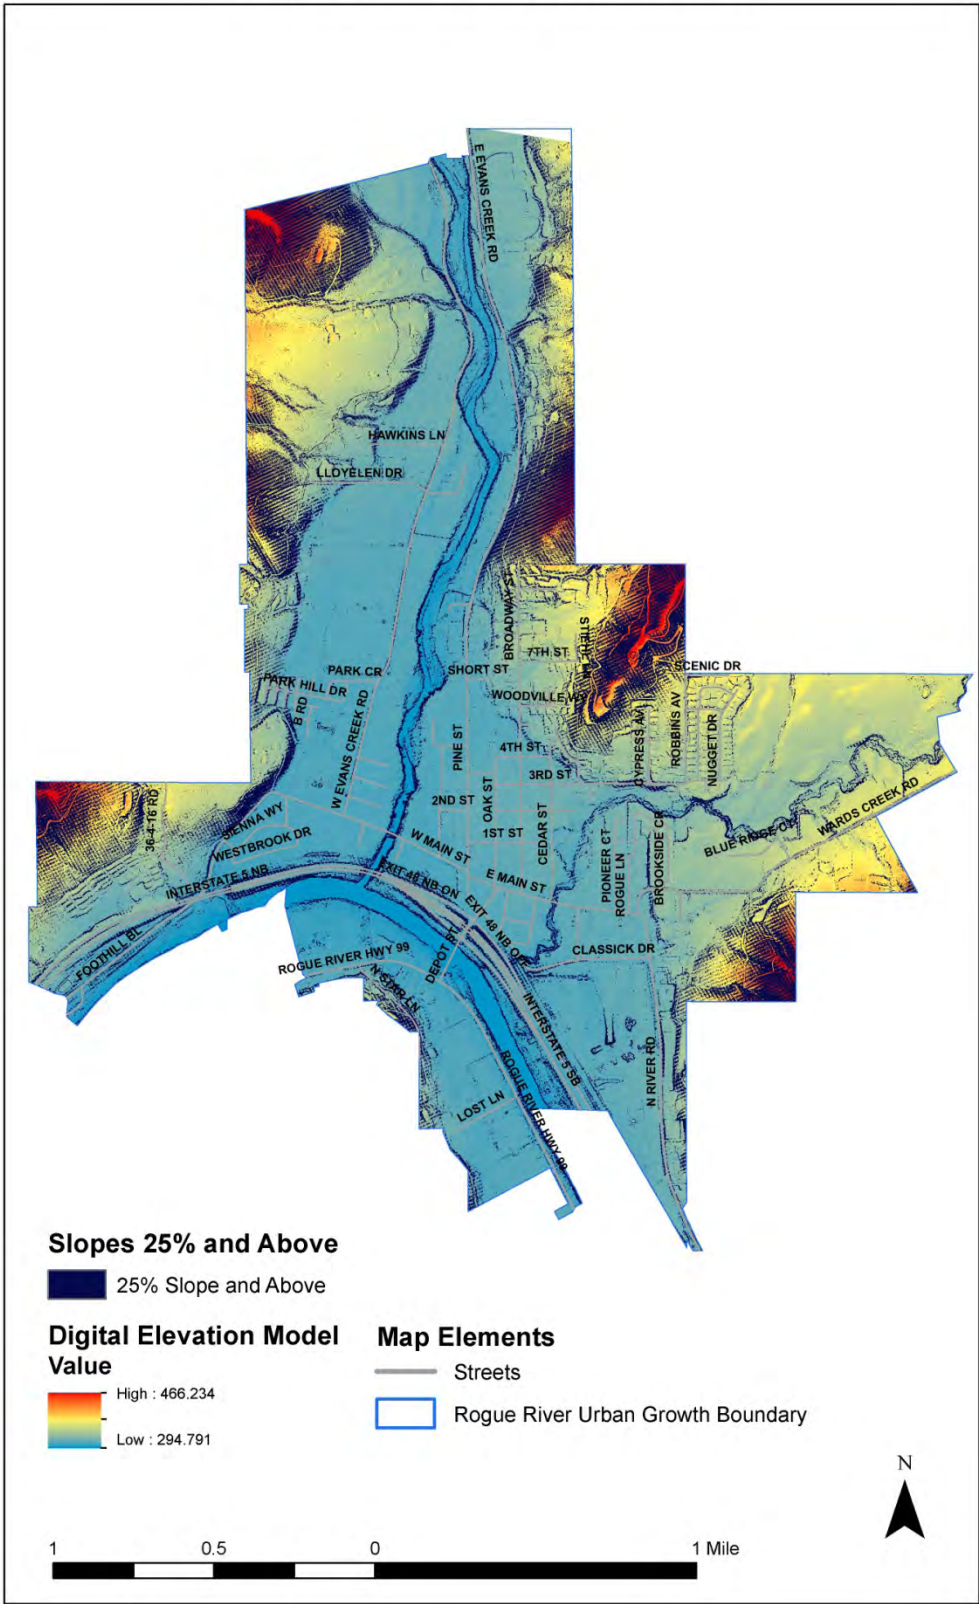 E EVANS CREEK RD
HAWKINS LN
LLOYELEN DR
BROADWAY ST
STIEHL LN
7TH ST
SHORT ST
SCENIC DR
PARK CR
PARK HILL DR
WOODVILLE WY
B RD
W EVANS CREEK RD
PINE ST
CYPRESS AV
ROBBINS AV
NUGGET DR
4TH ST
3RD ST
OAK ST
2ND ST
1ST ST
CEDAR ST
36-4-16 RD
SIENNA WY
WESTBROOK DR
W MAIN ST
E MAIN ST
PIONEER CT
ROGUE LN
BROOKSIDE CR
WARDS CREEK RD
INTERSTATE 5 NB
EXIT 48 NB ON
EXIT 48 NB OFF
FOOTHILL BL
ROGUE RIVER HWY 99
N STAR LN
DEPOT ST
CLASSICK DR
INTERSTATE 5 SB
N RIVER RD
LOST LN
ROGUE RIVER HWY 99
Slopes 25% and Above
25% Slope and Above
Digital Elevation Model
Value
High : 466.234
Low : 294.791
Map Elements
Streets
Rogue River Urban Growth Boundary
N
1 0.5 0 1 Mile